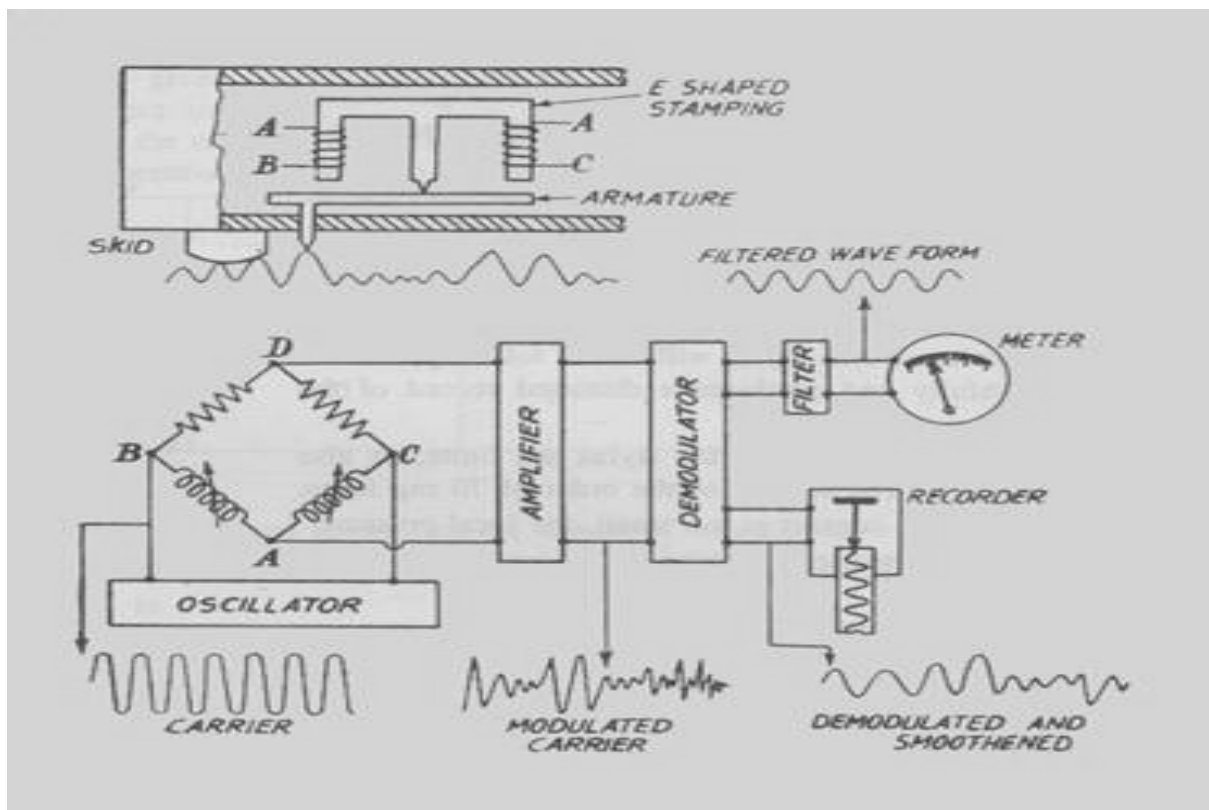 E SHAPED
STAMPING
A
A
B
C
ARMATURE
SKID
FILTERED WAVE FORM
METER
D
B
C
A
AMPLIFIER
DEMODULATOR
FILTER
RECORDER
OSCILLATOR
CARRIER
MODULATED
CARRIER
DEMODULATED AND
SMOOTHENED